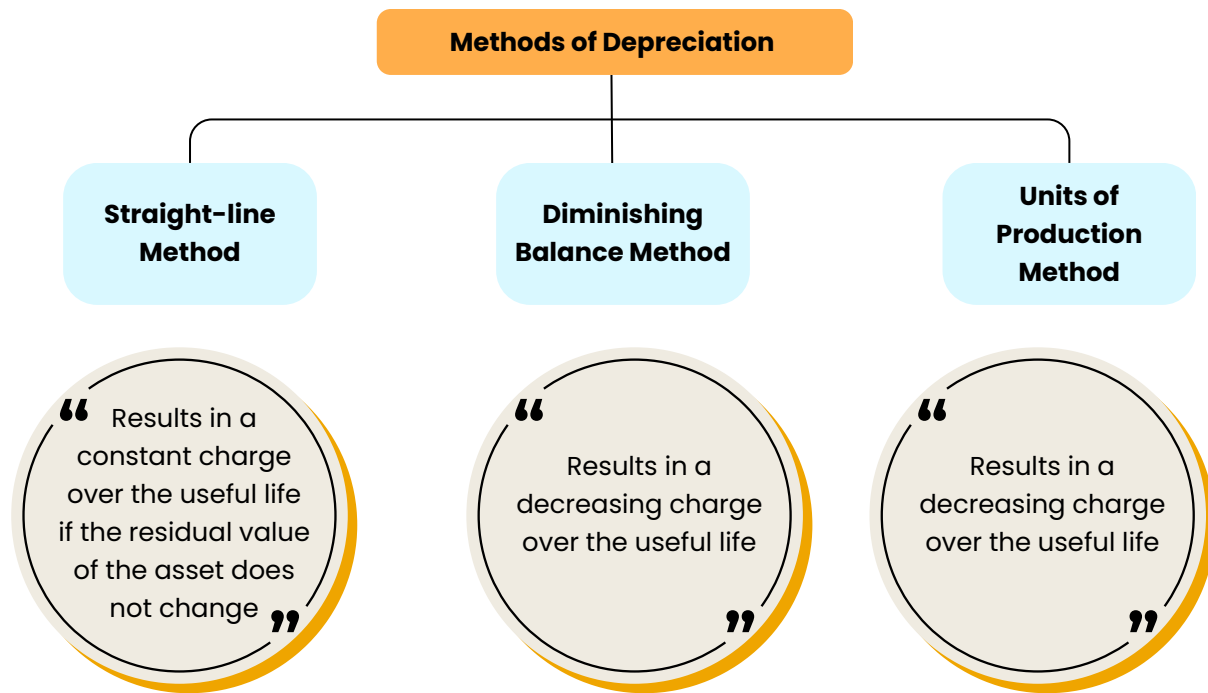 Methods of Depreciation
Straight-line
Method
Diminishing
Balance Method
Units of
Production
Method
“ Results in a
constant charge
over the useful life
if the residual value
of the asset does
not change ”
“
Results in a
decreasing charge
over the useful life
”
“
Results in a
decreasing charge
over the useful life
”